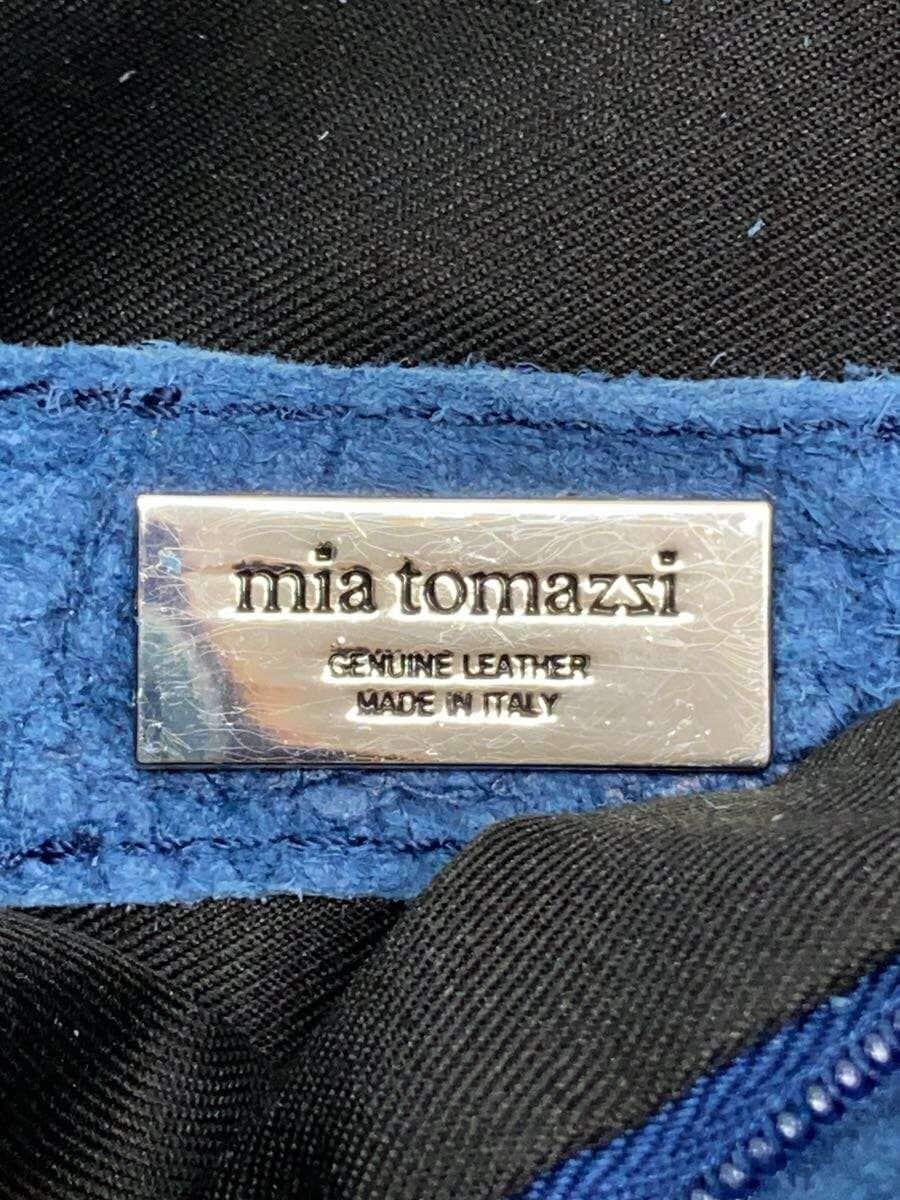 mia tomazzi
GENUINE LEATHER
MADE IN ITALY